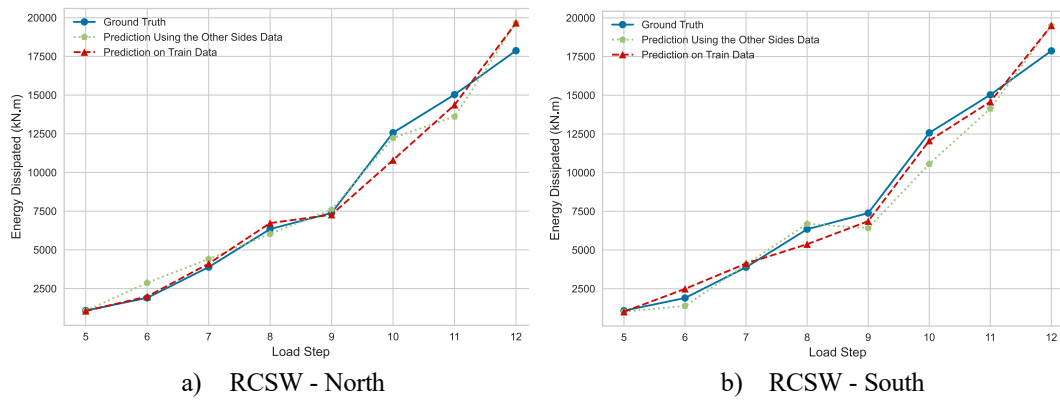 20000
17500
15000
12500
10000
7500
5000
2500
Energy Dissipated (kN.m)
Ground Truth
Prediction Using the Other Sides Data
Prediction on Train Data
5 6 7 8 9 10 11 12
Load Step
a) RCSW - North
20000
17500
15000
12500
10000
7500
5000
2500
Energy Dissipated (kN.m)
Ground Truth
Prediction Using the Other Sides Data
Prediction on Train Data
5 6 7 8 9 10 11 12
Load Step
b) RCSW - South